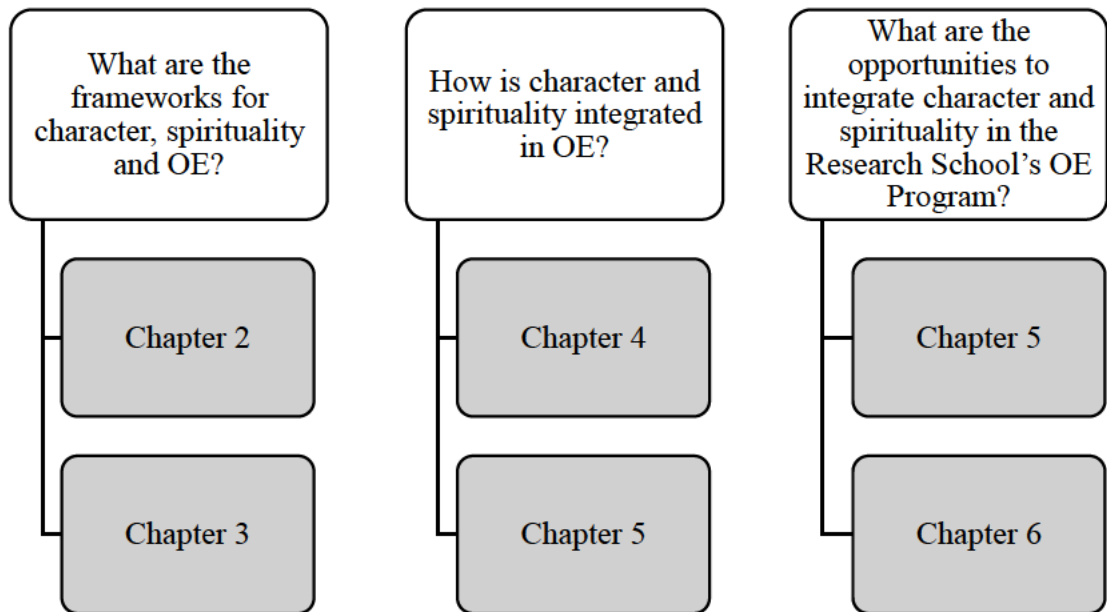 What are the
frameworks for
character, spirituality
and OE?
Chapter 2
Chapter 3
How is character and
spirituality integrated
in OE?
Chapter 4
Chapter 5
What are the
opportunities to
integrate character and
spirituality in the
Research School’s OE
Program?
Chapter 5
Chapter 6